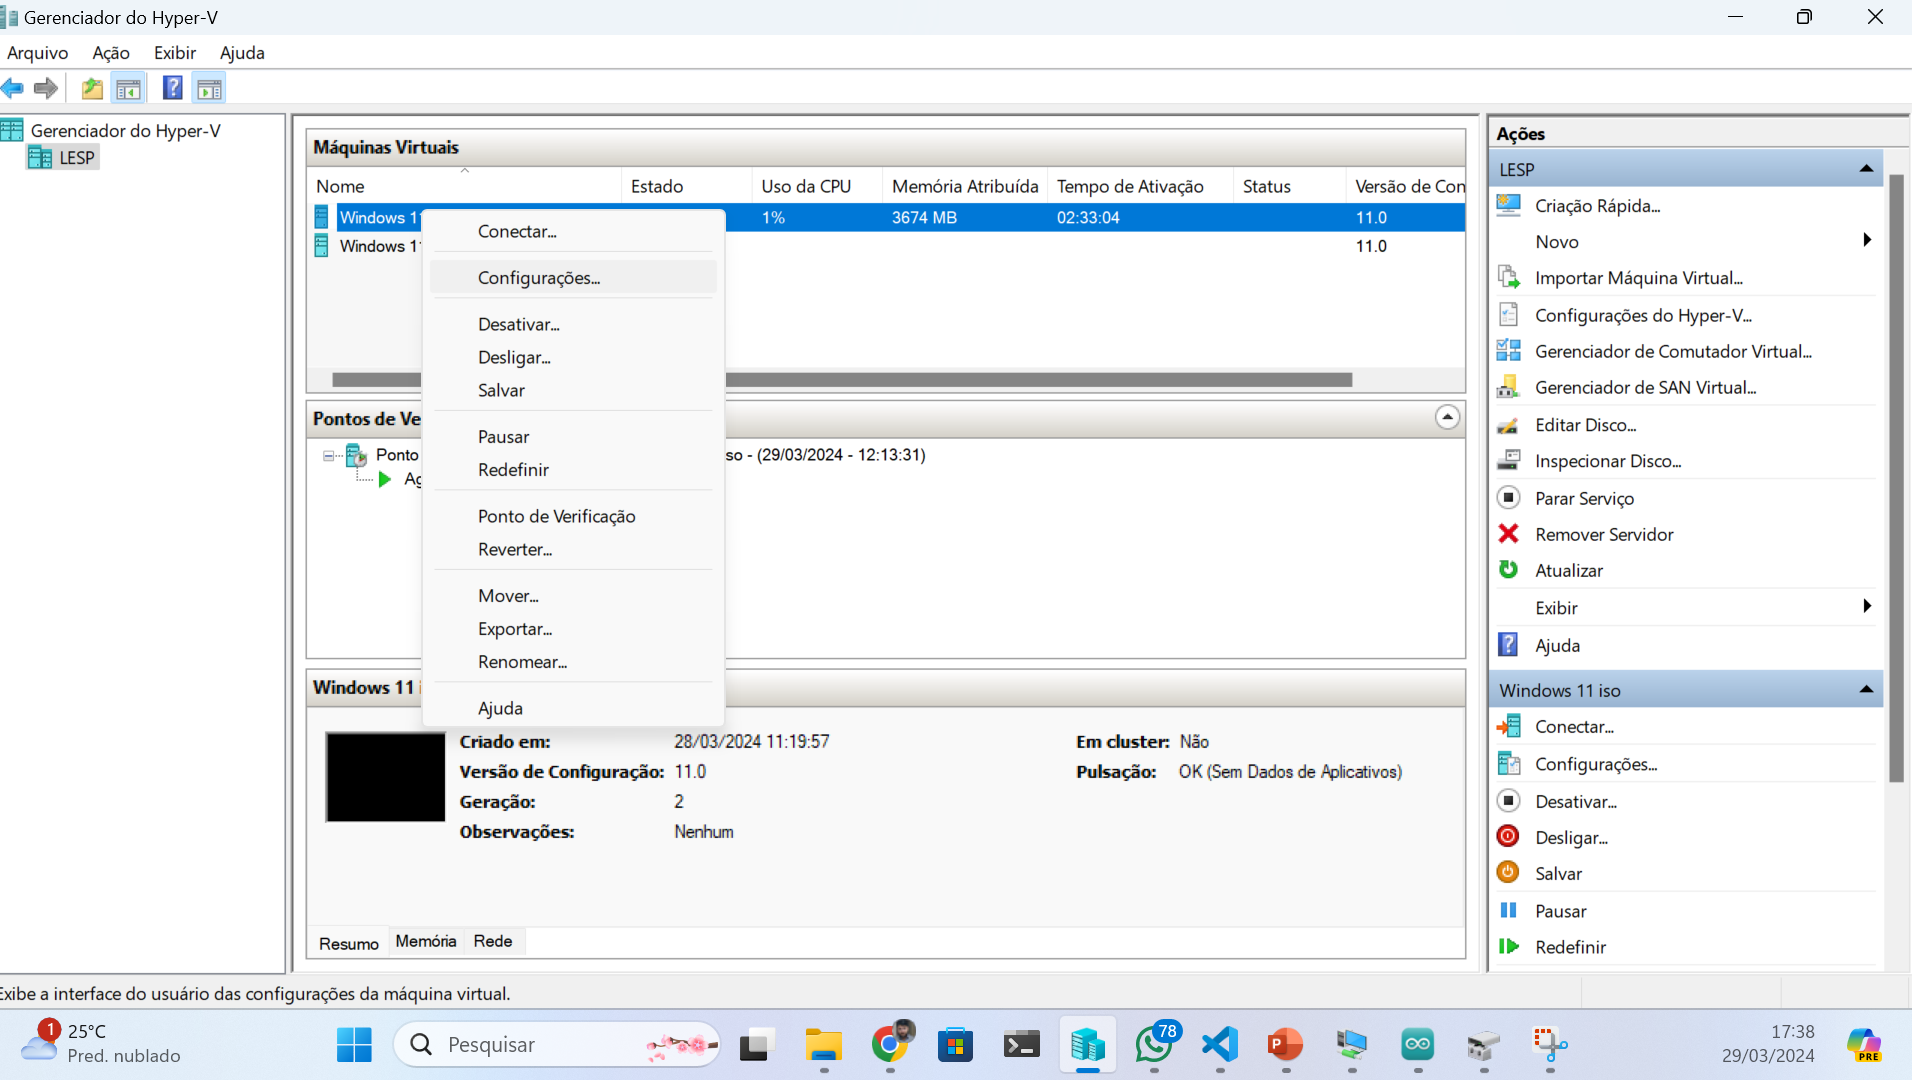 Gerenciador do Hyper-V
Arquivo Ação Exibir Ajuda
Gerenciador do Hyper-V
LESP
Máquinas Virtuais
Nome Estado Uso da CPU Memória Atribuída Tempo de Ativação Status Versão de Con
Windows 11 1% 3674 MB 02:33:04 11.0
Windows 11 11.0
Conectar...
Configurações...
Desativar...
Desligar...
Salvar
Pausar
Redefinir
Ponto de Verificação
Reverter...
Mover...
Exportar...
Renomear...
Ajuda
Pontos de Ve
Ponto so - (29/03/2024 - 12:13:31)
Ag
Windows 11 i
Criado em: 28/03/2024 11:19:57 Em cluster: Não
Versão de Configuração: 11.0 Pulsação: OK (Sem Dados de Aplicativos)
Geração: 2
Observações: Nenhum
Resumo Memória Rede
Ações
LESP
Criação Rápida...
Novo
Importar Máquina Virtual...
Configurações do Hyper-V...
Gerenciador de Comutador Virtual...
Gerenciador de SAN Virtual...
Editar Disco...
Inspecionar Disco...
Parar Serviço
Remover Servidor
Atualizar
Exibir
Ajuda
Windows 11 iso
Conectar...
Configurações...
Desativar...
Desligar...
Salvar
Pausar
Redefinir
Exibe a interface do usuário das configurações da máquina virtual.
1 25°C
Pred. nublado
Pesquisar
78
P
17:38
29/03/2024
PRE